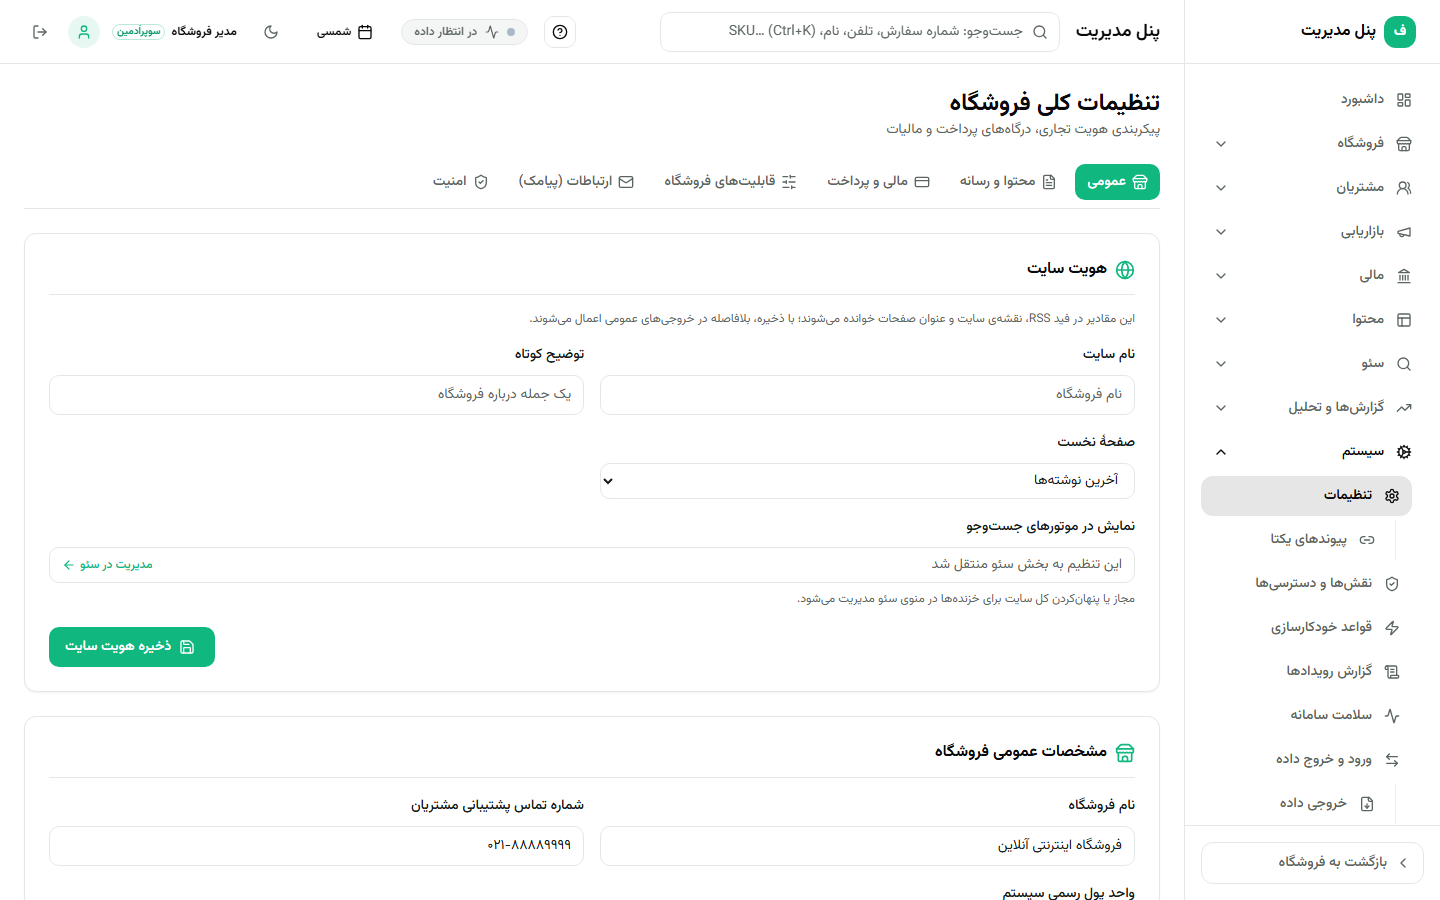 ف پنل مدیریت
پنل مدیریت
جست‌وجو: شماره سفارش، تلفن، نام، SKU... (Ctrl+K)
در انتظار داده
شمسی
مدیر فروشگاه
سوپرادمین
داشبورد
فروشگاه
مشتریان
بازاریابی
مالی
محتوا
سئو
گزارش‌ها و تحلیل
سیستم
تنظیمات
پیوندهای یکتا
نقش‌ها و دسترسی‌ها
قواعد خودکارسازی
گزارش رویدادها
سلامت سامانه
ورود و خروج داده
خروجی داده
بازگشت به فروشگاه
تنظیمات کلی فروشگاه
پیکربندی هویت تجاری، درگاه‌های پرداخت و مالیات
عمومی
محتوا و رسانه
مالی و پرداخت
قابلیت‌های فروشگاه
ارتباطات (پیامک)
امنیت
هویت سایت
این مقادیر در فید RSS، نقشه‌ی سایت و عنوان صفحات خوانده می‌شوند؛ با ذخیره، بلافاصله در خروجی‌های عمومی اعمال می‌شوند.
نام سایت
نام فروشگاه
توضیح کوتاه
یک جمله درباره فروشگاه
صفحهٔ نخست
آخرین نوشته‌ها
نمایش در موتورهای جست‌وجو
این تنظیم به بخش سئو منتقل شد
مدیریت در سئو
مجاز یا پنهان‌کردن کل سایت برای خزنده‌ها در منوی سئو مدیریت می‌شود.
ذخیره هویت سایت
مشخصات عمومی فروشگاه
نام فروشگاه
فروشگاه اینترنتی آنلاین
شماره تماس پشتیبانی مشتریان
۰۲۱-۸۸۸۸۹۹۹۹
واحد پول رسمی سیستم